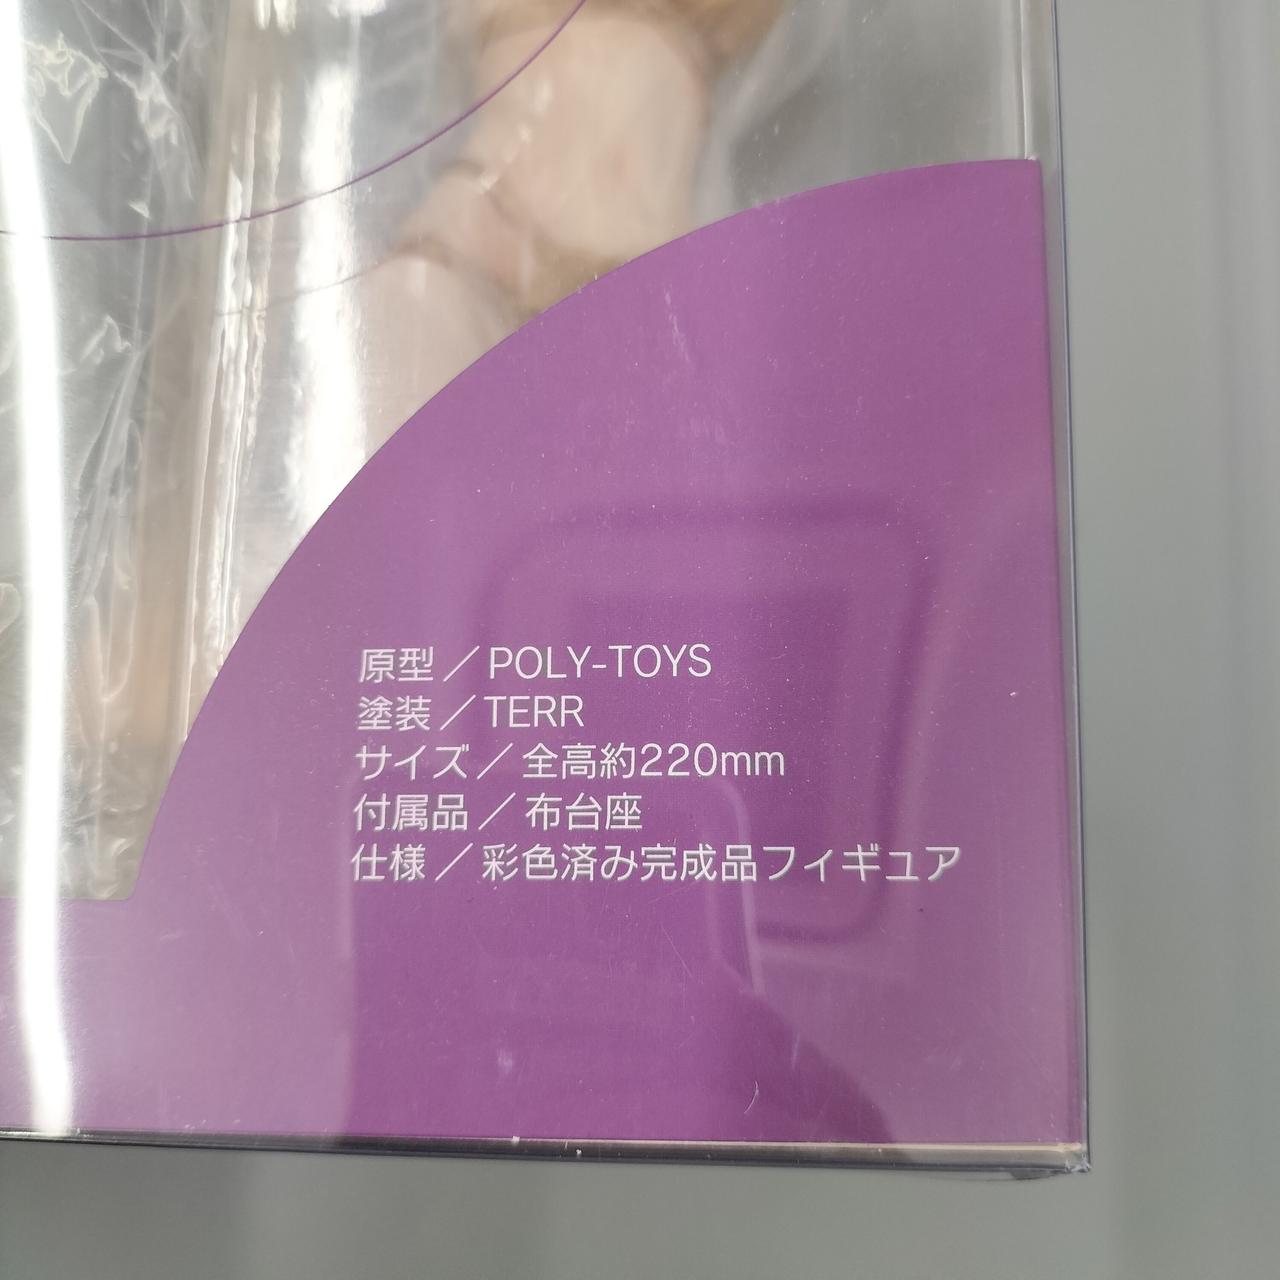 原型／POLY-TOYS
塗装／TERR
サイズ／全高約220mm
付属品／布台座
仕様／彩色済み完成品フィギュア